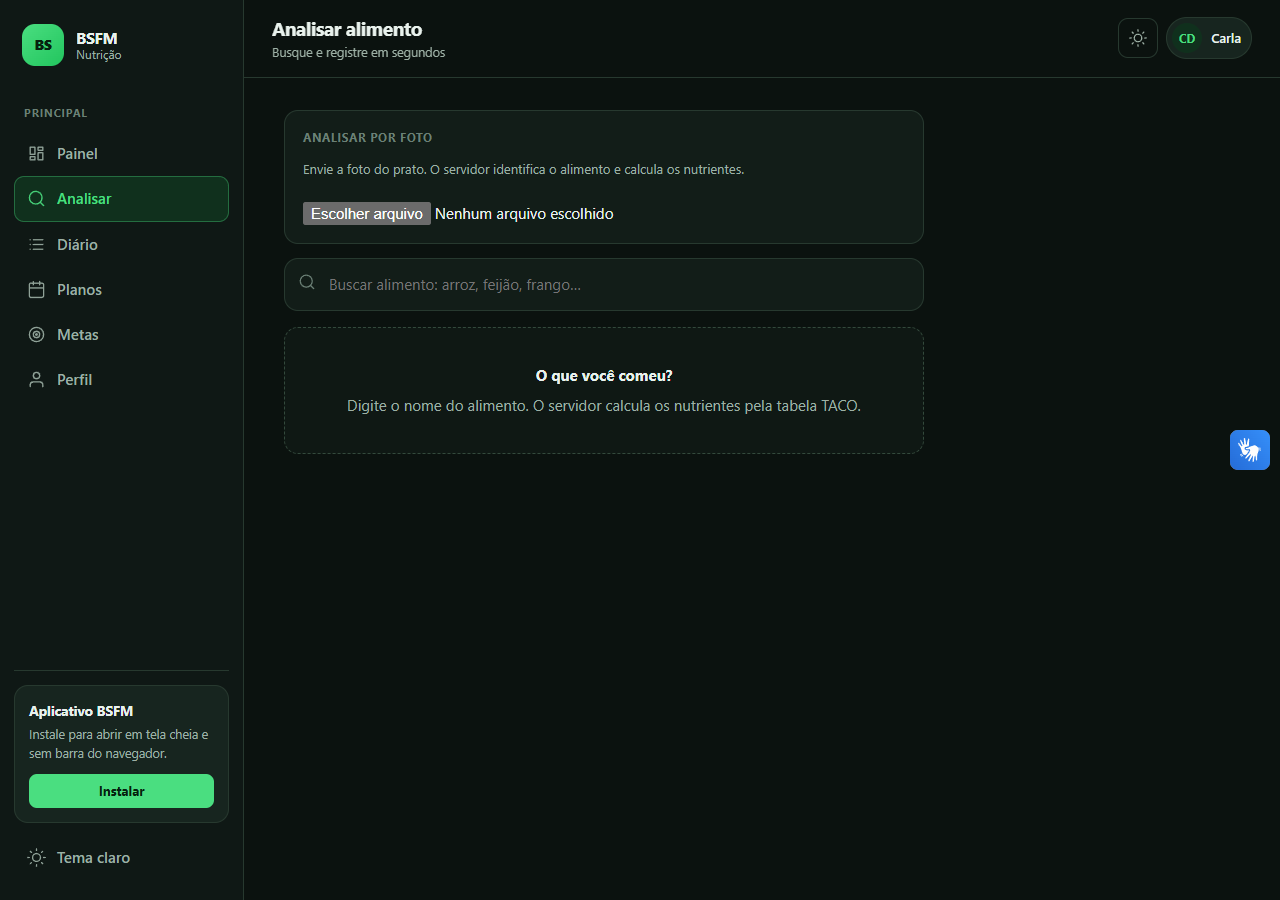 BS
BSFM
Nutrição
PRINCIPAL
Painel
Analisar
Diário
Planos
Metas
Perfil
Aplicativo BSFM
Instale para abrir em tela cheia e
sem barra do navegador.
Instalar
Tema claro
Analisar alimento
Busque e registre em segundos
CD
Carla
ANALISAR POR FOTO
Envie a foto do prato. O servidor identifica o alimento e calcula os nutrientes.
Escolher arquivo Nenhum arquivo escolhido
Buscar alimento: arroz, feijão, frango...
O que você comeu?
Digite o nome do alimento. O servidor calcula os nutrientes pela tabela TACO.